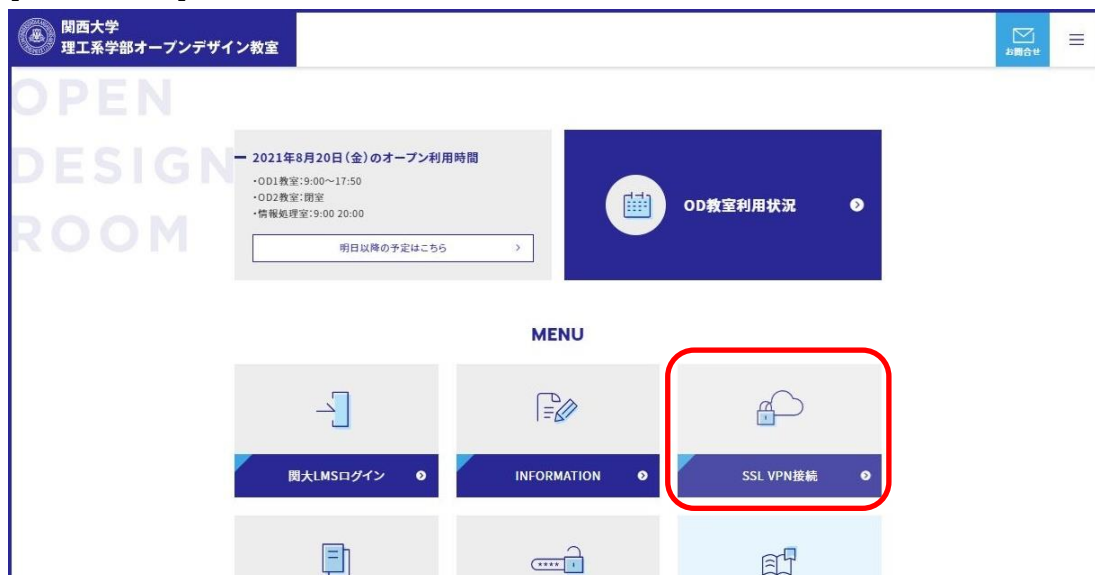 関西大学
理工系学部オープンデザイン教室
お問合せ
OPEN
DESIGN
ROOM
2021年8月20日(金)のオープン利用時間
・OD1教室:9:00～17:50
・OD2教室:閉室
・情報処理室:9:00 20:00
明日以降の予定はこちら
OD教室利用状況
MENU
関大LMSログイン
INFORMATION
SSL VPN接続
****